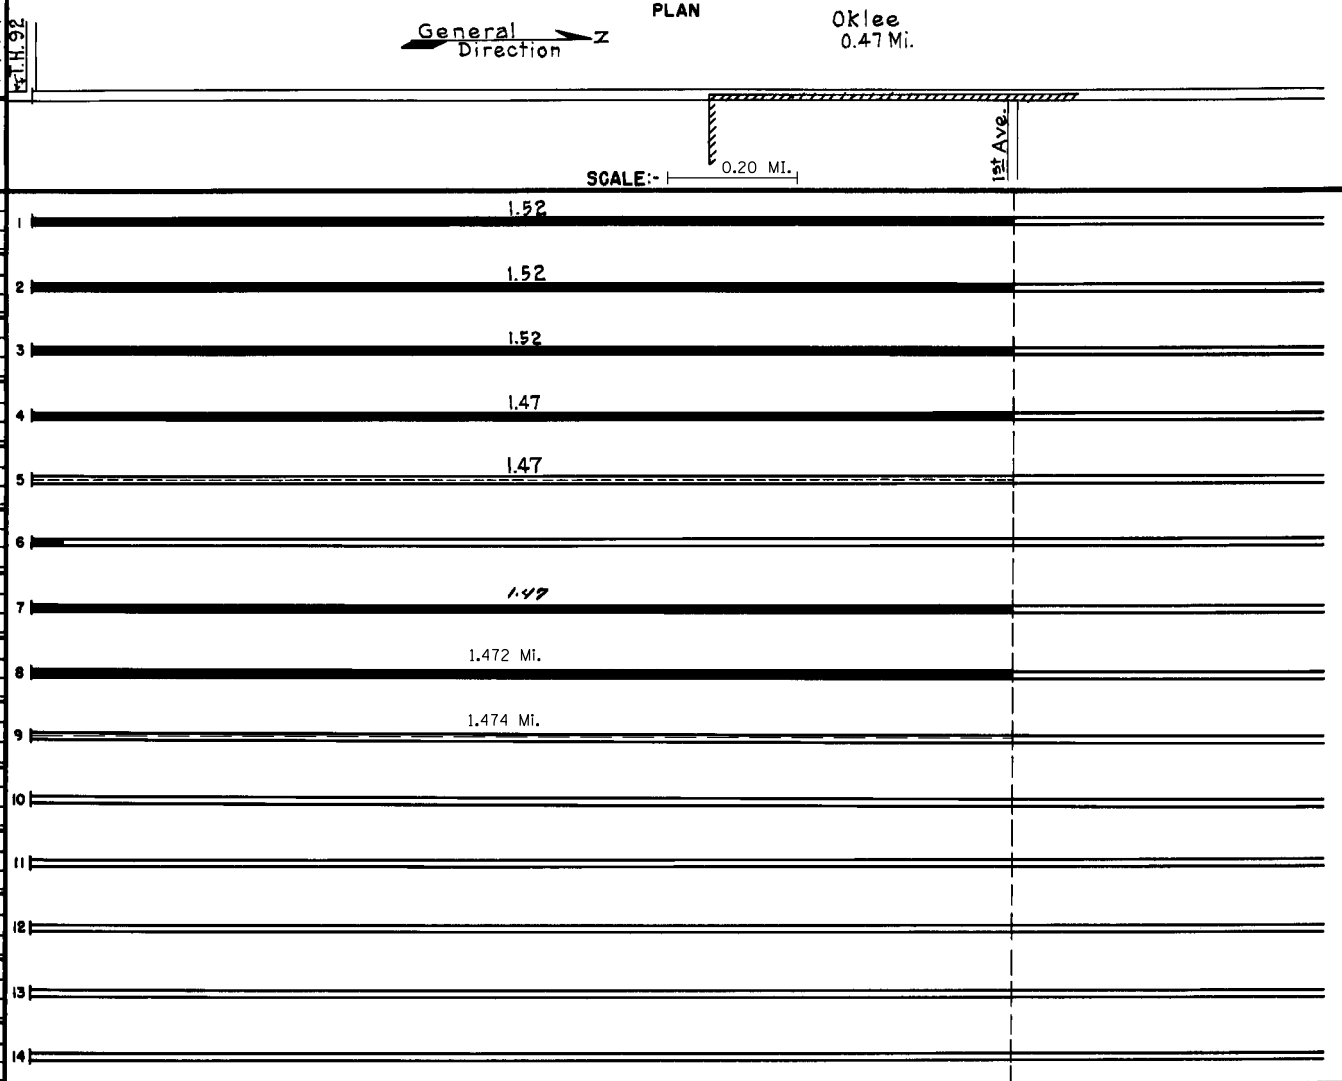 PLAN
Oklee
0.47 Mi.
General
Direction
Z
T.H. 92
1st Ave.
SCALE:-
0.20 MI.
1
1.52
2
1.52
3
1.52
4
1.47
5
1.47
6
7
1.47
8
1.472 Mi.
9
1.474 Mi.
10
11
12
13
14